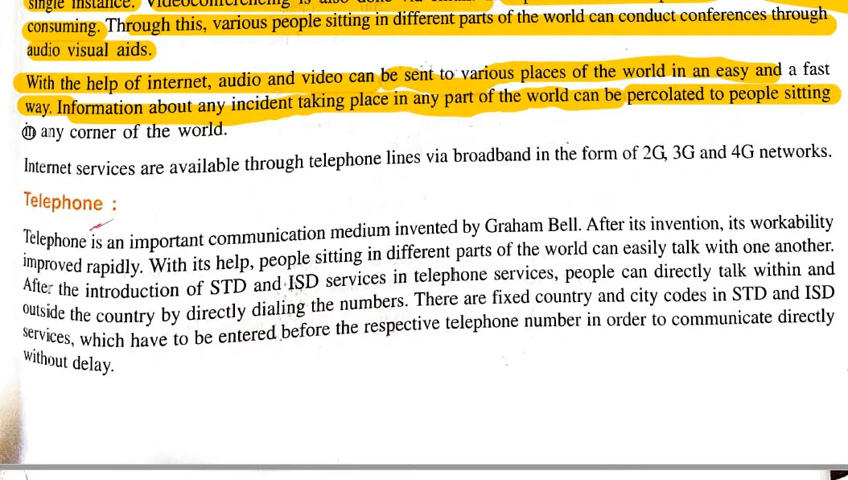 single instance. Videoconferencing is also done via
consuming. Through this, various people sitting in different parts of the world can conduct conferences through
audio visual aids.
With the help of internet, audio and video can be sent to various places of the world in an easy and a fast
way. Information about any incident taking place in any part of the world can be percolated to people sitting
in any corner of the world.
Internet services are available through telephone lines via broadband in the form of 2G, 3G and 4G networks.
Telephone :
Telephone is an important communication medium invented by Graham Bell. After its invention, its workability
improved rapidly. With its help, people sitting in different parts of the world can easily talk with one another.
After the introduction of STD and ISD services in telephone services, people can directly talk within and
outside the country by directly dialing the numbers. There are fixed country and city codes in STD and ISD
services, which have to be entered before the respective telephone number in order to communicate directly
without delay.